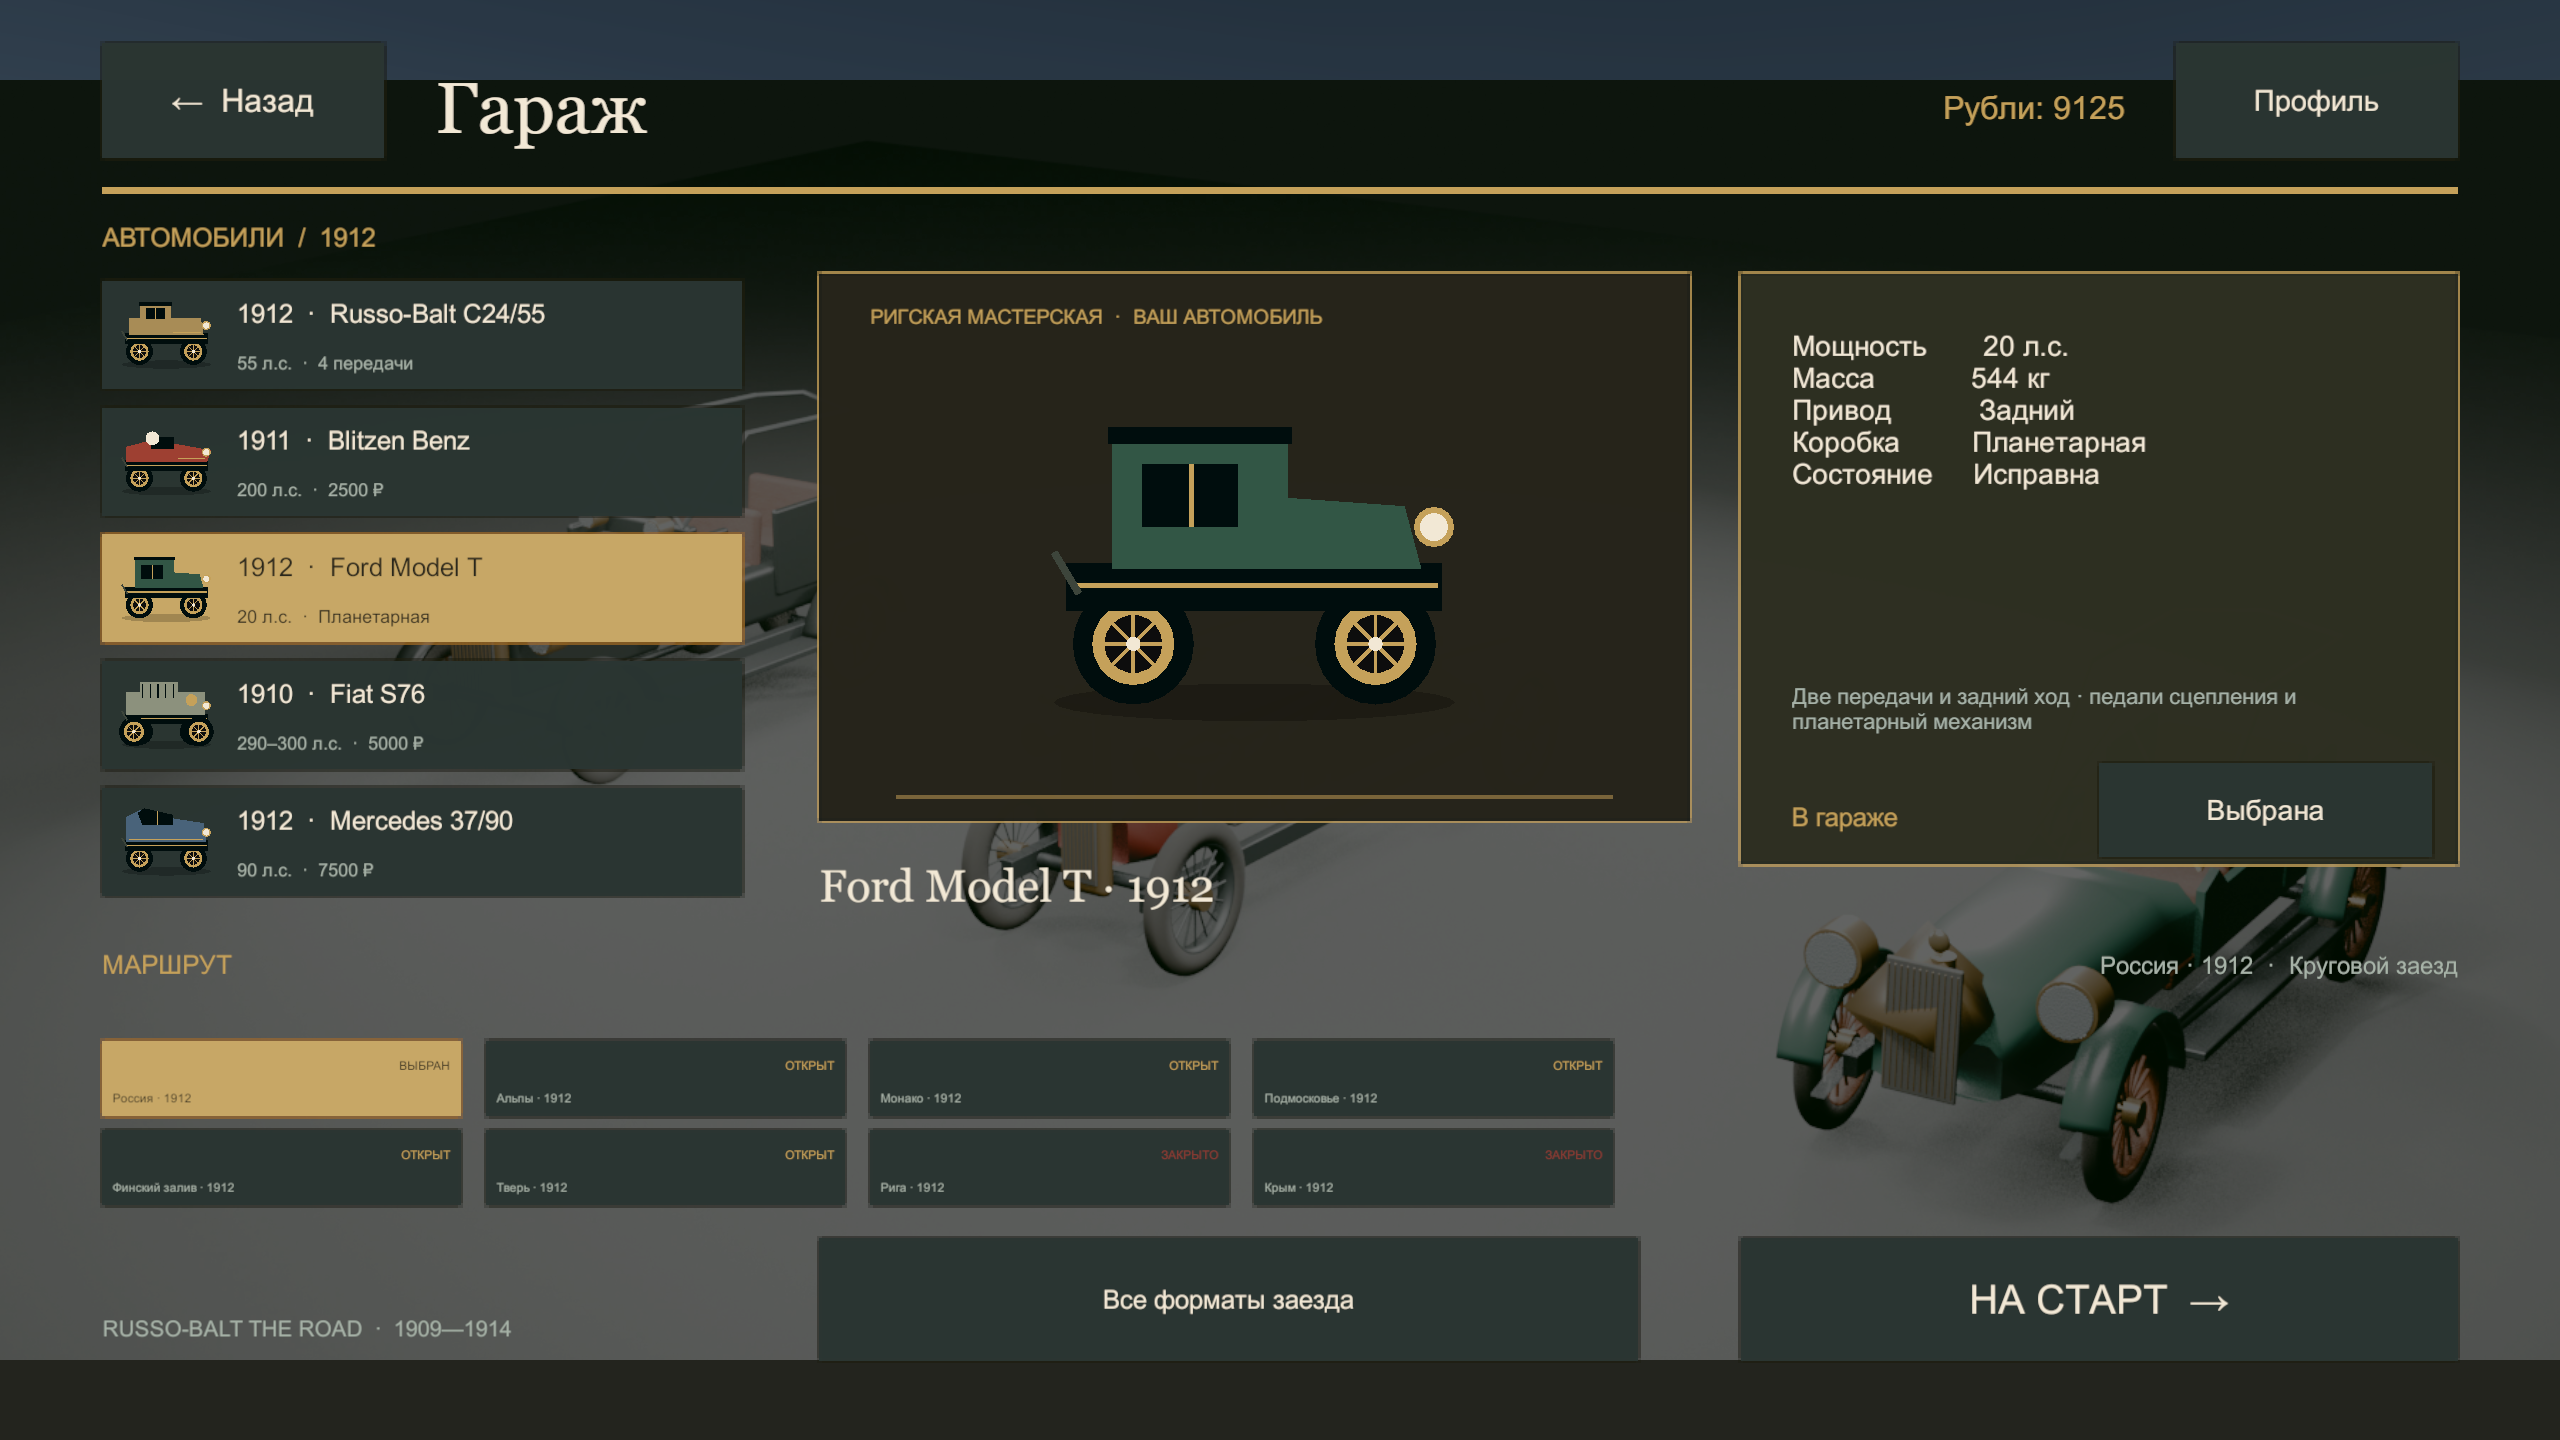 ← Назад
Гараж
Рубли: 9125
Профиль
АВТОМОБИЛИ / 1912
1912 · Russo-Balt C24/55
55 л.с. · 4 передачи
1911 · Blitzen Benz
200 л.с. · 2500 ₽
1912 · Ford Model T
20 л.с. · Планетарная
1910 · Fiat S76
290–300 л.с. · 5000 ₽
1912 · Mercedes 37/90
90 л.с. · 7500 ₽
РИГСКАЯ МАСТЕРСКАЯ · ВАШ АВТОМОБИЛЬ
Ford Model T · 1912
Мощность 20 л.с.
Масса 544 кг
Привод Задний
Коробка Планетарная
Состояние Исправна
Две передачи и задний ход · педали сцепления и
планетарный механизм
В гараже
Выбрана
МАРШРУТ
Россия · 1912 · Круговой заезд
ВЫБРАН
Россия · 1912
ОТКРЫТ
Альпы · 1912
ОТКРЫТ
Монако · 1912
ОТКРЫТ
Подмосковье · 1912
ОТКРЫТ
Финский залив · 1912
ОТКРЫТ
Тверь · 1912
ЗАКРЫТО
Рига · 1912
ЗАКРЫТО
Крым · 1912
Все форматы заезда
НА СТАРТ →
RUSSO-BALT THE ROAD · 1909—1914